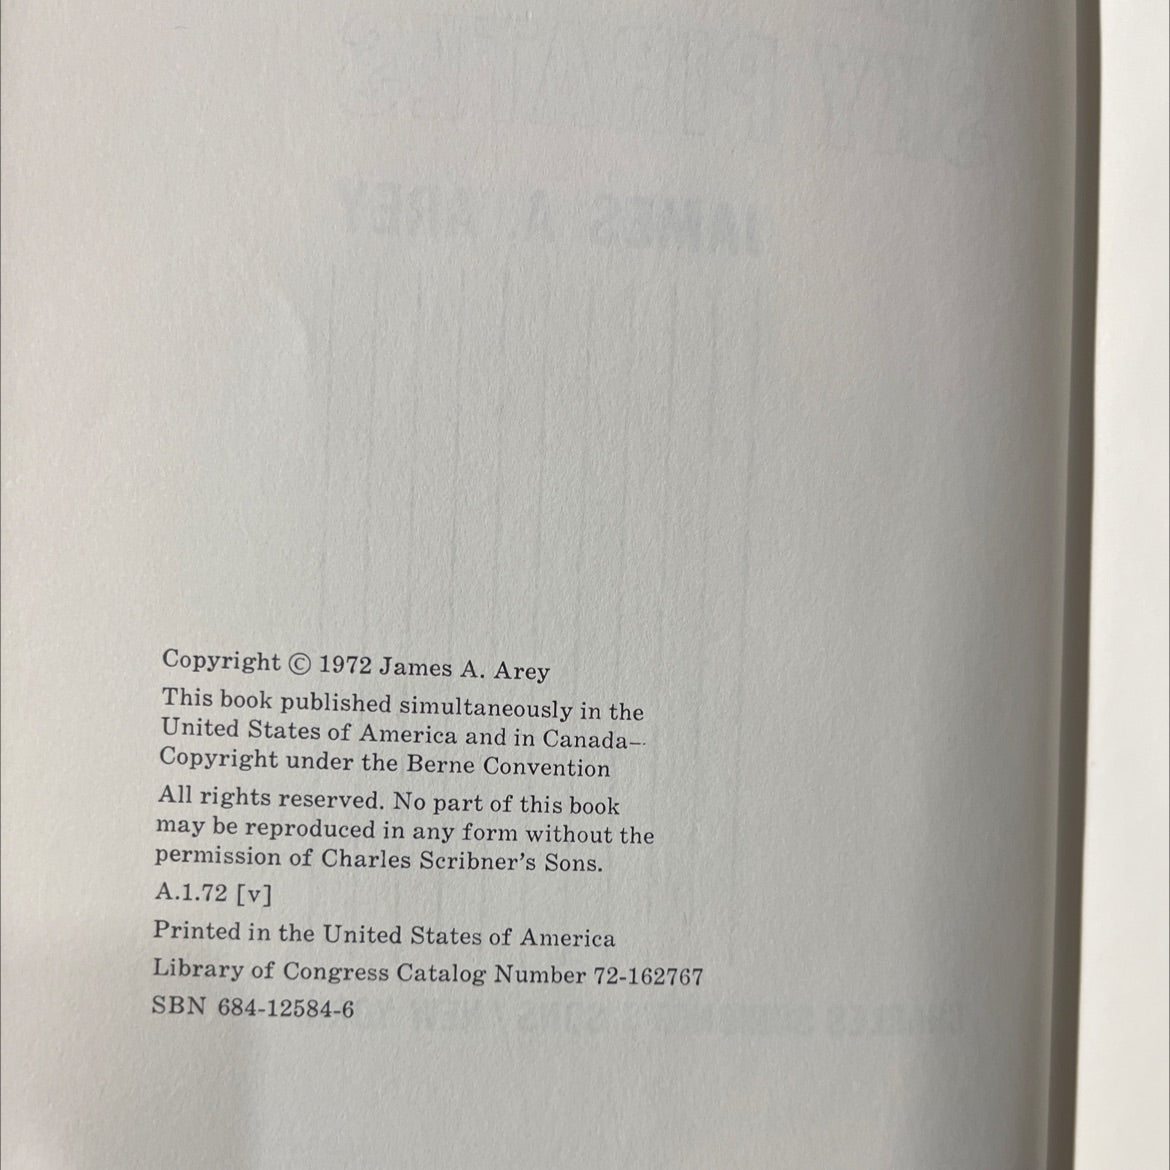 JAMES A. AREY
Copyright © 1972 James A. Arey
This book published simultaneously in the
United States of America and in Canada—
Copyright under the Berne Convention
All rights reserved. No part of this book
may be reproduced in any form without the
permission of Charles Scribner's Sons.
A.1.72 [v]
Printed in the United States of America
Library of Congress Catalog Number 72-162767
SBN 684-12584-6